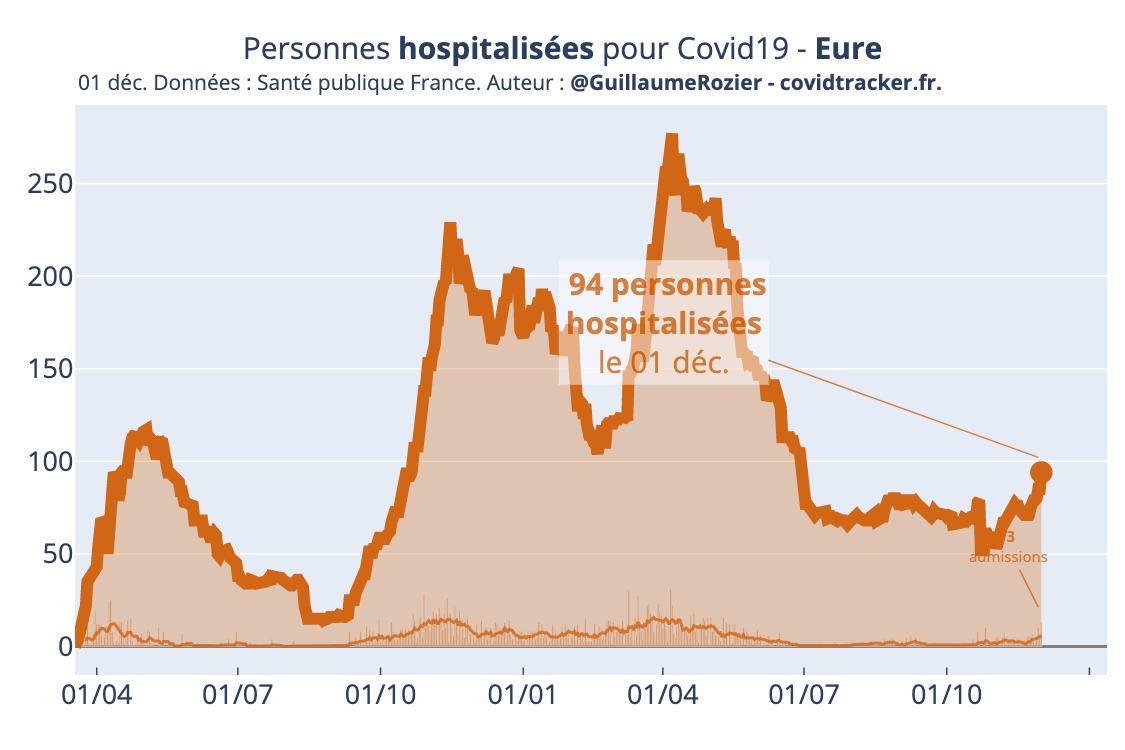 Personnes hospitalisées pour Covid19 - Eure
01 déc. Données : Santé publique France. Auteur : @GuillaumeRozier - covidtracker.fr.
250
200
150
100
50
0
94 personnes
hospitalisées
le 01 déc.
3
admissions
01/04
01/07
01/10
01/01
01/04
01/07
01/10